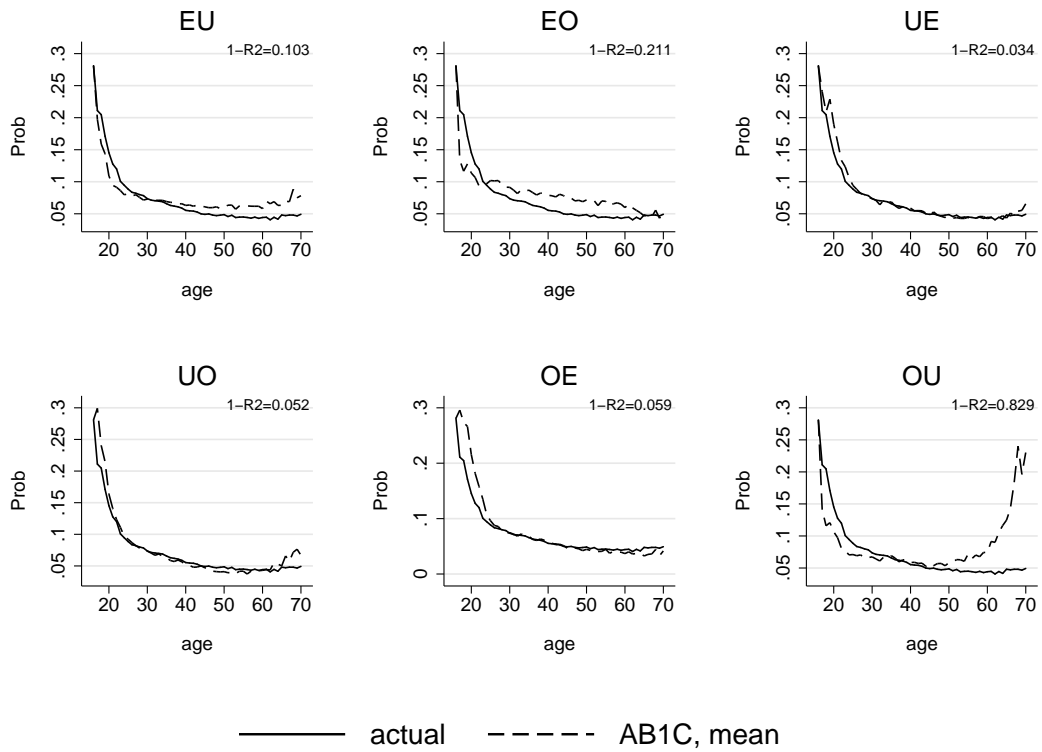 EU
1−R2=0.103
Prob
.3
.25
.2
.15
.1
.05
20 30 40 50 60 70
age
EO
1−R2=0.211
Prob
.3
.25
.2
.15
.1
.05
20 30 40 50 60 70
age
UE
1−R2=0.034
Prob
.3
.25
.2
.15
.1
.05
20 30 40 50 60 70
age
UO
1−R2=0.052
Prob
.3
.25
.2
.15
.1
.05
20 30 40 50 60 70
age
OE
1−R2=0.059
Prob
.3
.2
.1
0
20 30 40 50 60 70
age
OU
1−R2=0.829
Prob
.3
.25
.2
.15
.1
.05
20 30 40 50 60 70
age
actual AB1C, mean